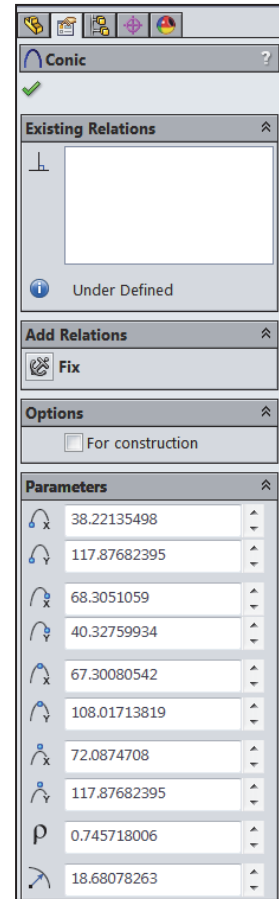 Conic ?
Existing Relations
Under Defined
Add Relations
Fix
Options
For construction
Parameters
X 38.22135498
Y 117.87682395
X 68.3051059
Y 40.32759934
X 67.30080542
Y 108.01713819
X 72.0874708
Y 117.87682395
ρ 0.745718006
18.68078263